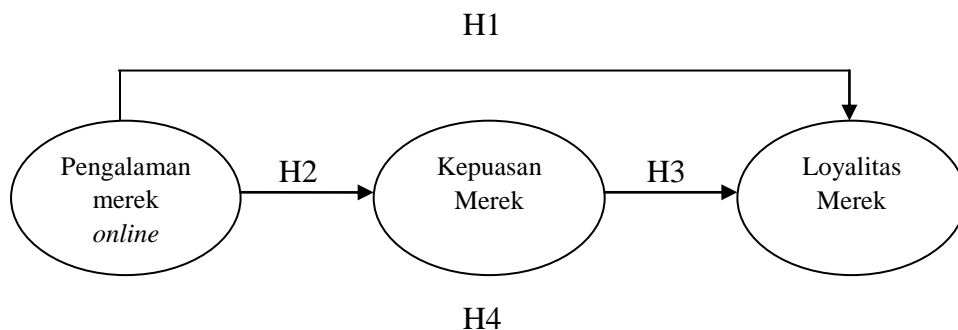 H1
Pengalaman
merek
online
H2
Kepuasan
Merek
H3
Loyalitas
Merek
H4